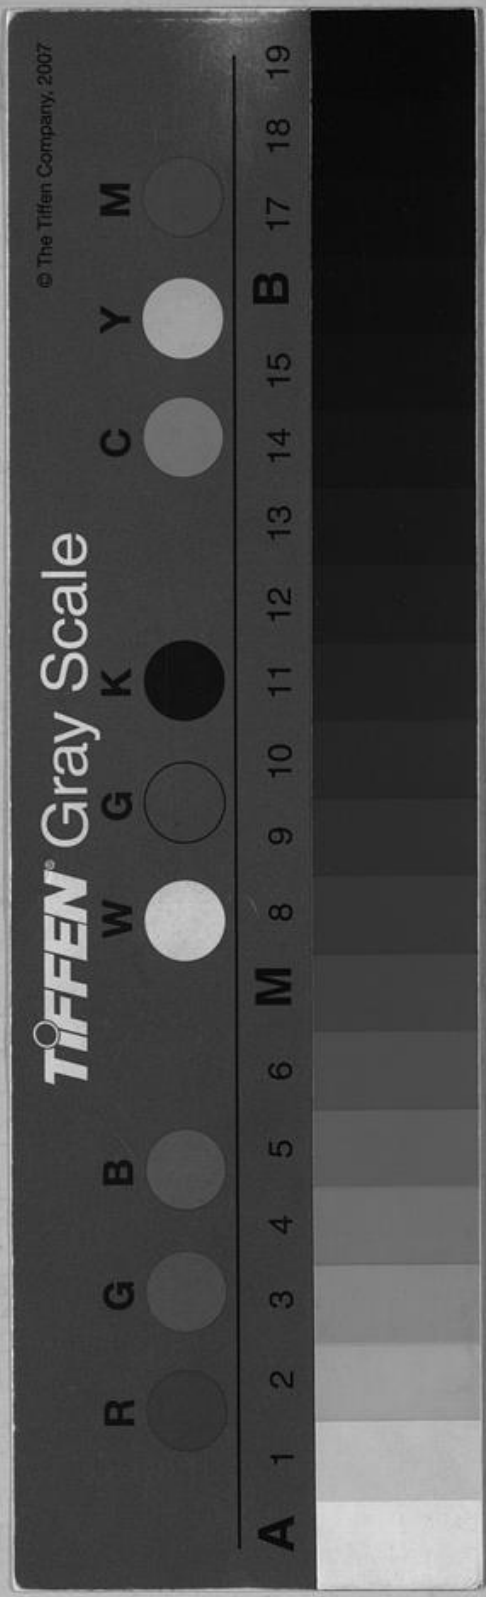 TIFFEN® Gray Scale
© The Tiffen Company, 2007
R G B W G K C Y M
A 1 2 3 4 5 6 M 8 9 10 11 12 13 14 15 B 17 18 19